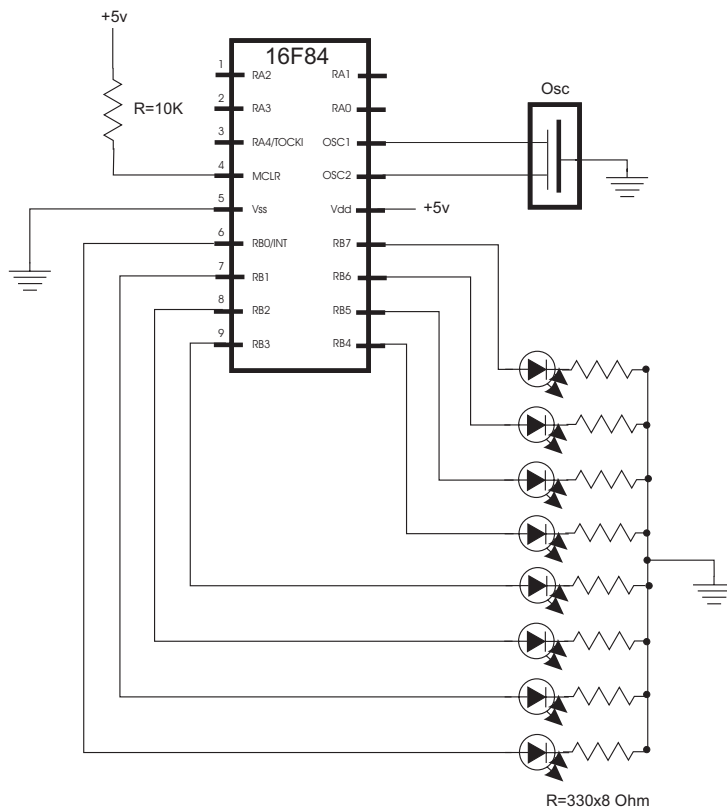 +5v
16F84
R=10K
Osc
1
RA2
RA1
2
RA3
RA0
3
RA4/TOCKI
OSC1
4
MCLR
OSC2
5
Vss
Vdd
+5v
6
RB0/INT
RB7
7
RB1
RB6
8
RB2
RB5
9
RB3
RB4
R=330x8 Ohm